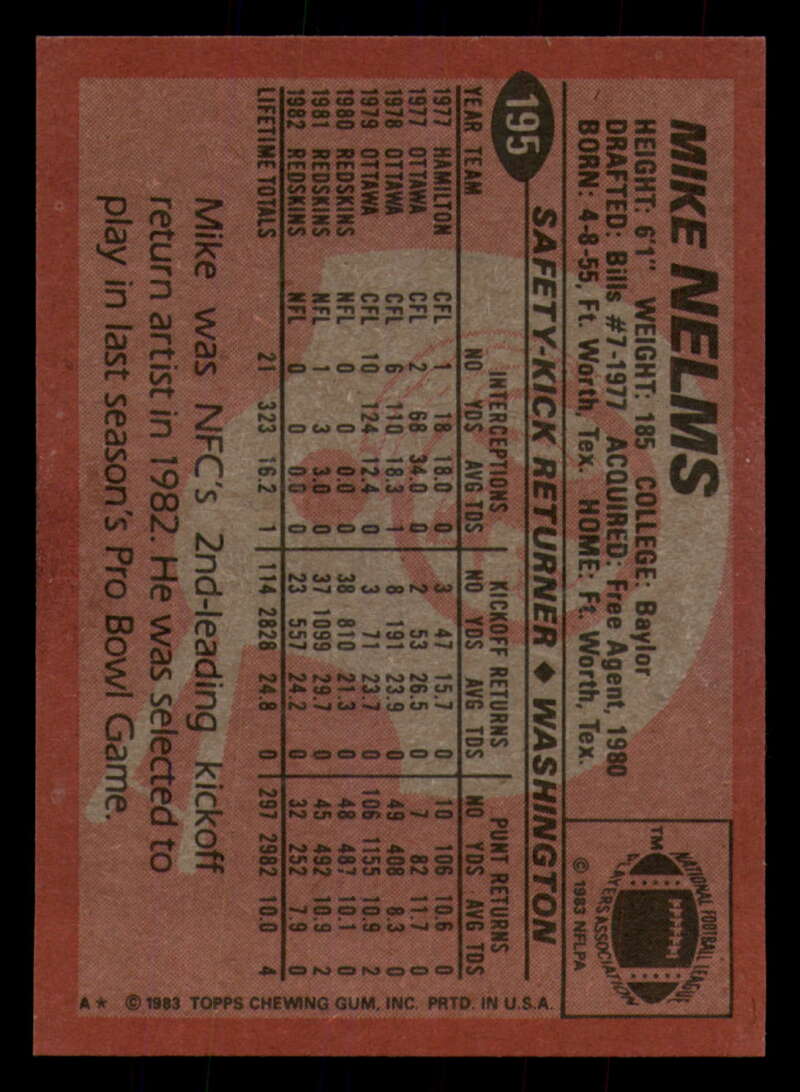 195
MIKE NELMS
HEIGHT: 6'1" WEIGHT: 185 COLLEGE: Baylor
DRAFTED: Bills #7-1977 ACQUIRED: Free Agent, 1980
BORN: 4-8-55, Ft. Worth, Tex. HOME: Ft. Worth, Tex.
NATIONAL FOOTBALL LEAGUE
PLAYERS ASSOCIATION
TM
© 1983 NFLPA
SAFETY-KICK RETURNER ◆ WASHINGTON
INTERCEPTIONS KICKOFF RETURNS PUNT RETURNS
YEAR TEAM NO YDS AVG TDS NO YDS AVG TDS NO YDS AVG TDS
1977 HAMILTON CFL 1 18 18.0 0 3 47 15.7 0 10 106 10.6 0
1977 OTTAWA CFL 2 68 34.0 0 2 53 26.5 0 7 82 11.7 0
1978 OTTAWA CFL 6 110 18.3 1 8 191 23.9 0 49 408 8.3 0
1979 OTTAWA CFL 10 124 12.4 0 3 71 23.7 0 106 1155 10.9 2
1980 REDSKINS NFL 0 0 0.0 0 38 810 21.3 0 48 487 10.1 0
1981 REDSKINS NFL 1 3 3.0 0 37 1099 29.7 0 45 492 10.9 2
1982 REDSKINS NFL 0 0 0.0 0 23 557 24.2 0 32 252 7.9 0
LIFETIME TOTALS 21 323 16.2 1 114 2828 24.8 0 297 2982 10.0 4
Mike was NFC's 2nd-leading kickoff
return artist in 1982. He was selected to
play in last season's Pro Bowl Game.
A★ © 1983 TOPPS CHEWING GUM, INC. PRTD. IN U.S.A.